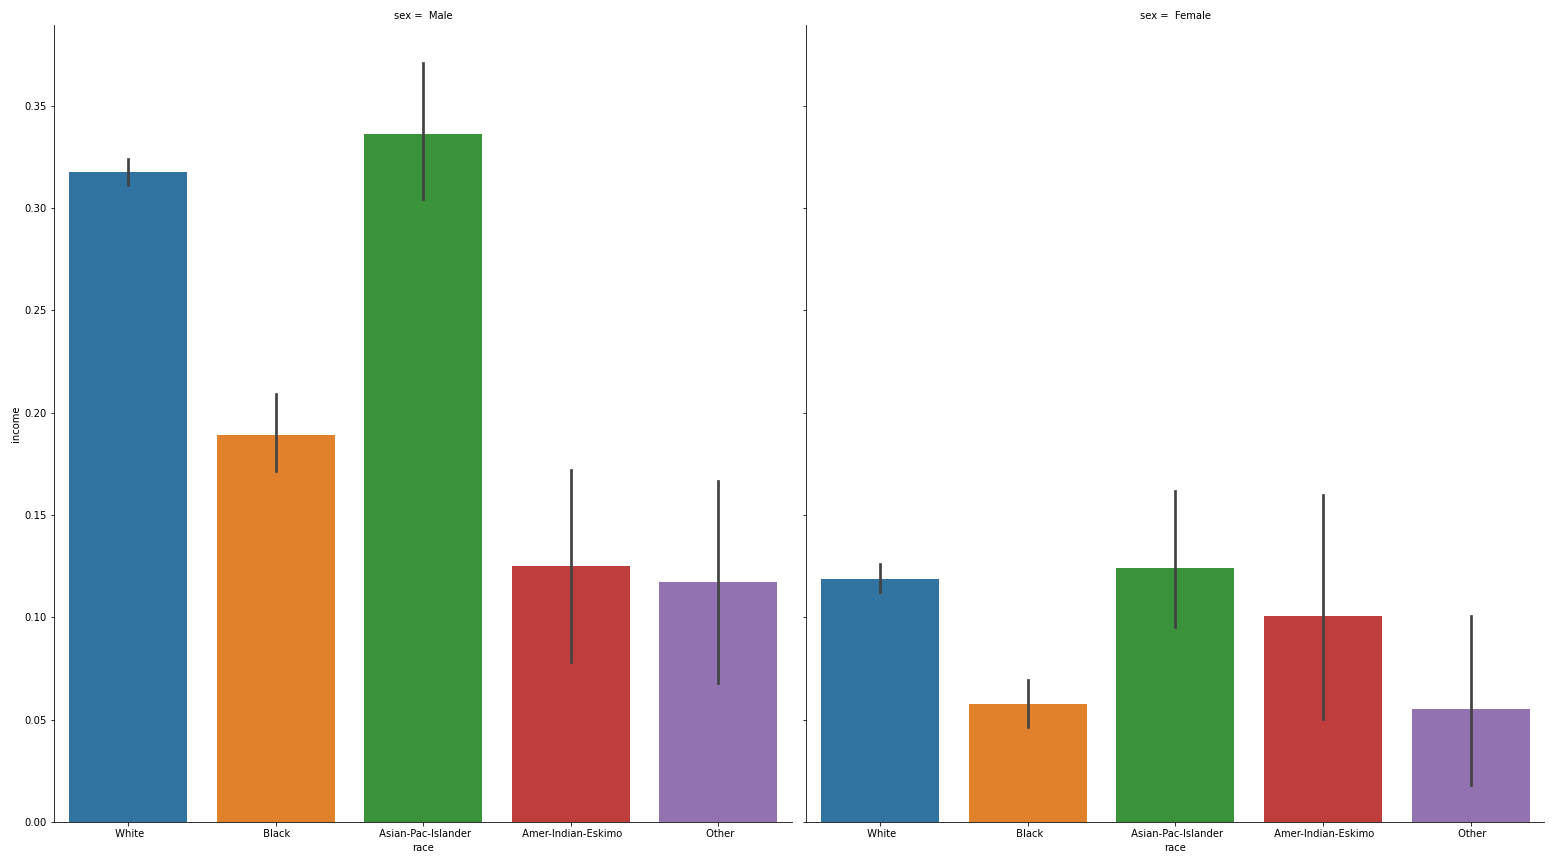 sex =  Male
sex =  Female
income
0.35
0.30
0.25
0.20
0.15
0.10
0.05
0.00
White Black Asian-Pac-Islander Amer-Indian-Eskimo Other
race
White Black Asian-Pac-Islander Amer-Indian-Eskimo Other
race